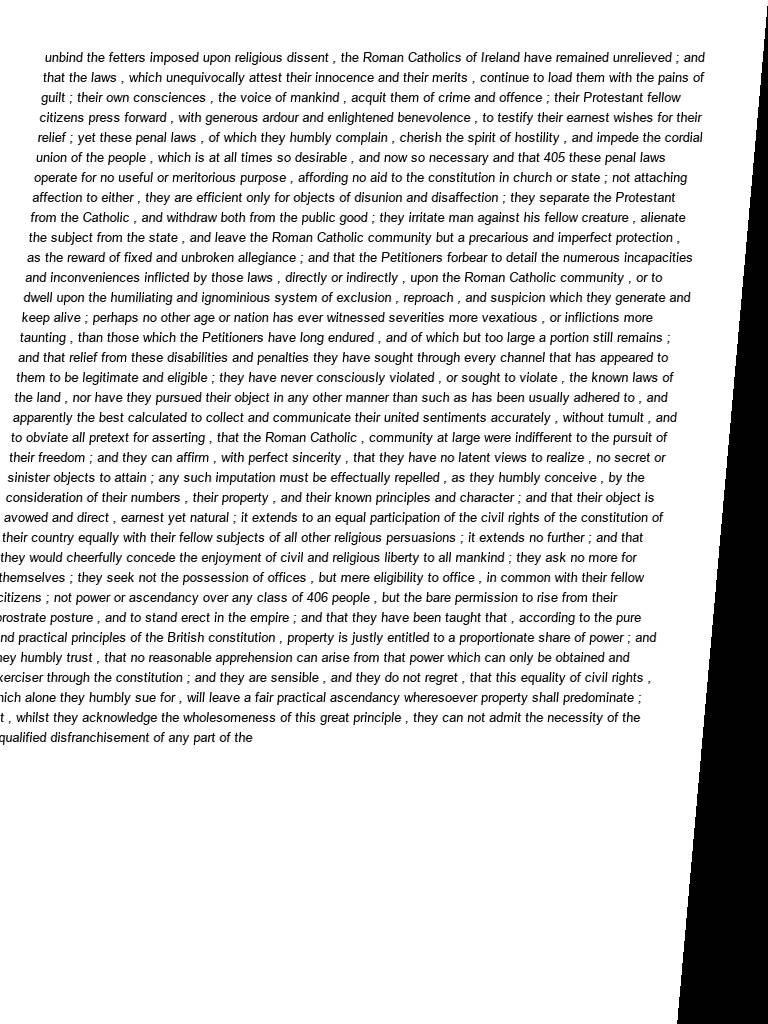 unbind the fetters imposed upon religious dissent , the Roman Catholics of Ireland have remained unrelieved ; and
that the laws , which unequivocally attest their innocence and their merits , continue to load them with the pains of
guilt ; their own consciences , the voice of mankind , acquit them of crime and offence ; their Protestant fellow
citizens press forward , with generous ardour and enlightened benevolence , to testify their earnest wishes for their
relief ; yet these penal laws , of which they humbly complain , cherish the spirit of hostility , and impede the cordial
union of the people , which is at all times so desirable , and now so necessary and that 405 these penal laws
operate for no useful or meritorious purpose , affording no aid to the constitution in church or state ; not attaching
affection to either , they are efficient only for objects of disunion and disaffection ; they separate the Protestant
from the Catholic , and withdraw both from the public good ; they irritate man against his fellow creature , alienate
the subject from the state , and leave the Roman Catholic community but a precarious and imperfect protection ,
as the reward of fixed and unbroken allegiance ; and that the Petitioners forbear to detail the numerous incapacities
and inconveniences inflicted by those laws , directly or indirectly , upon the Roman Catholic community , or to
dwell upon the humiliating and ignominious system of exclusion , reproach , and suspicion which they generate and
keep alive ; perhaps no other age or nation has ever witnessed severities more vexatious , or inflictions more
taunting , than those which the Petitioners have long endured , and of which but too large a portion still remains ;
and that relief from these disabilities and penalties they have sought through every channel that has appeared to
them to be legitimate and eligible ; they have never consciously violated , or sought to violate , the known laws of
the land , nor have they pursued their object in any other manner than such as has been usually adhered to , and
apparently the best calculated to collect and communicate their united sentiments accurately , without tumult , and
to obviate all pretext for asserting , that the Roman Catholic , community at large were indifferent to the pursuit of
their freedom ; and they can affirm , with perfect sincerity , that they have no latent views to realize , no secret or
sinister objects to attain ; any such imputation must be effectually repelled , as they humbly conceive , by the
consideration of their numbers , their property , and their known principles and character ; and that their object is
avowed and direct , earnest yet natural ; it extends to an equal participation of the civil rights of the constitution of
their country equally with their fellow subjects of all other religious persuasions ; it extends no further ; and that
they would cheerfully concede the enjoyment of civil and religious liberty to all mankind ; they ask no more for
themselves ; they seek not the possession of offices , but mere eligibility to office , in common with their fellow
citizens ; not power or ascendancy over any class of 406 people , but the bare permission to rise from their
prostrate posture , and to stand erect in the empire ; and that they have been taught that , according to the pure
nd practical principles of the British constitution , property is justly entitled to a proportionate share of power ; and
hey humbly trust , that no reasonable apprehension can arise from that power which can only be obtained and
xerciser through the constitution ; and they are sensible , and they do not regret , that this equality of civil rights ,
hich alone they humbly sue for , will leave a fair practical ascendancy wheresoever property shall predominate ;
t , whilst they acknowledge the wholesomeness of this great principle , they can not admit the necessity of the
qualified disfranchisement of any part of the